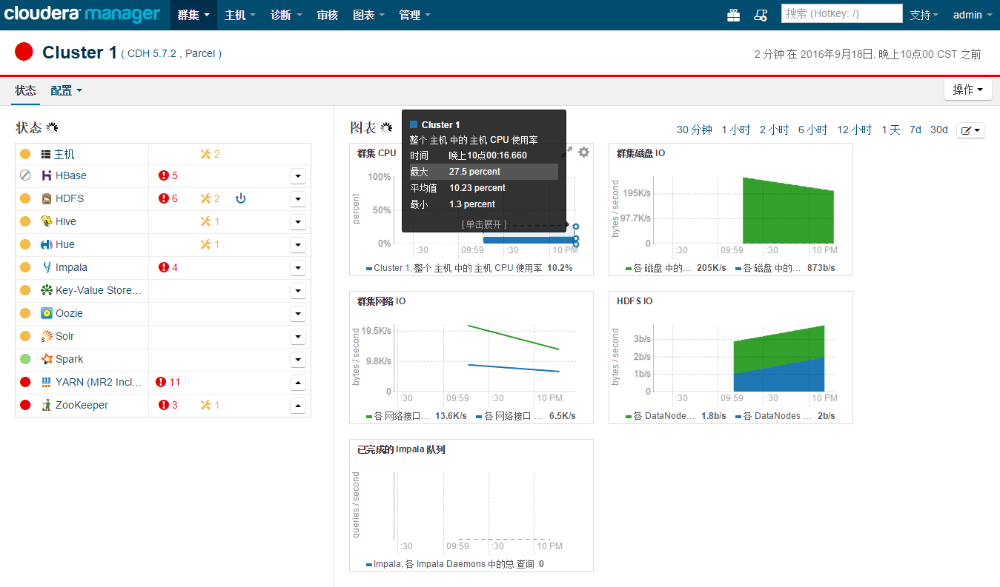 cloudera manager 群集 主机 诊断 审核 图表 管理 搜索 (Hotkey: /) 支持 admin
Cluster 1 ( CDH 5.7.2 , Parcel ) 2 分钟 在 2016年9月18日, 晚上10点00 CST 之前
状态 配置 操作
状态
主机 2
HBase 5
HDFS 6 2
Hive 1
Hue 1
Impala 4
Key-Value Store...
Oozie
Solr
Spark
YARN (MR2 Incl... 11
ZooKeeper 3 1
图表 30 分钟 1 小时 2 小时 6 小时 12 小时 1 天 7d 30d
群集 CPU
percent
100%
50%
0%
:30 09:59 :30 10 PM
Cluster 1, 整个 主机 中的 主机 CPU 使用率 10.2%
Cluster 1
整个 主机 中的 主机 CPU 使用率
时间 晚上10点00:16.660
最大 27.5 percent
平均值 10.23 percent
最小 1.3 percent
[ 单击展开 ]
群集磁盘 IO
bytes / second
195K/s
97.7K/s
0
:30 09:59 :30 10 PM
各 磁盘 中的... 205K/s 各 磁盘 中的... 873b/s
群集网络 IO
bytes / second
19.5K/s
9.8K/s
0
:30 09:59 :30 10 PM
各 网络接口... 13.6K/s 各 网络接口 ... 6.5K/s
HDFS IO
bytes / second
3b/s
2b/s
1b/s
0
:30 09:59 :30 10 PM
各 DataNode... 1.8b/s 各 DataNodes ... 2b/s
已完成的 Impala 队列
queries / second
:30 09:59 :30 10 PM
Impala, 各 Impala Daemons 中的总 查询 0